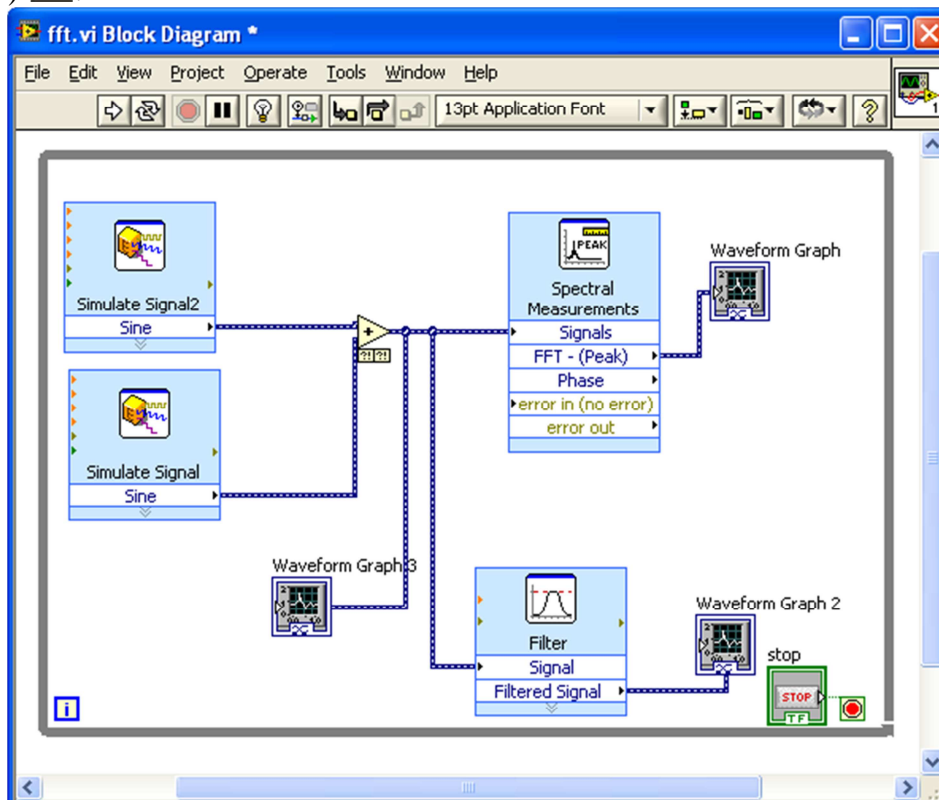 fft.vi Block Diagram *
File Edit View Project Operate Tools Window Help
13pt Application Font
Simulate Signal2
Sine
Simulate Signal
Sine
PEAK
Spectral
Measurements
Signals
FFT - (Peak)
Phase
error in (no error)
error out
Waveform Graph
Waveform Graph 3
Filter
Signal
Filtered Signal
Waveform Graph 2
stop
STOP
TF
i